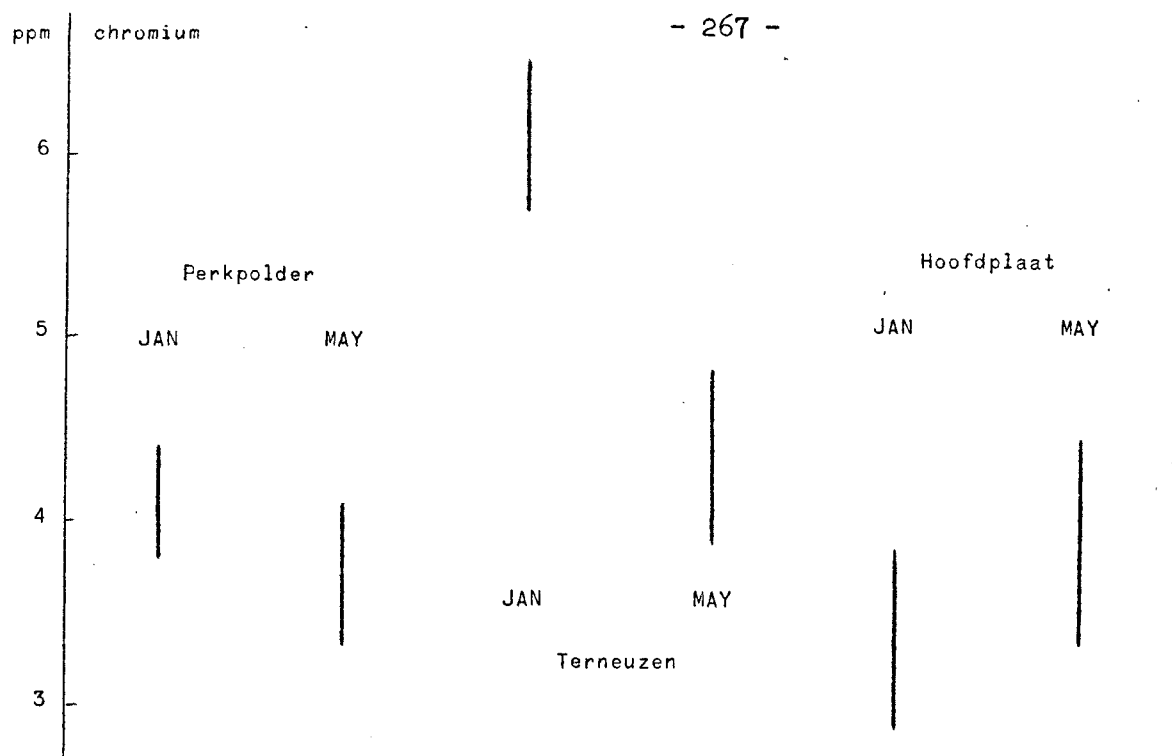 - 267 -
ppm chromium
6
Perkpolder
Hoofdplaat
5
JAN MAY
JAN MAY
4
JAN MAY
Terneuzen
3